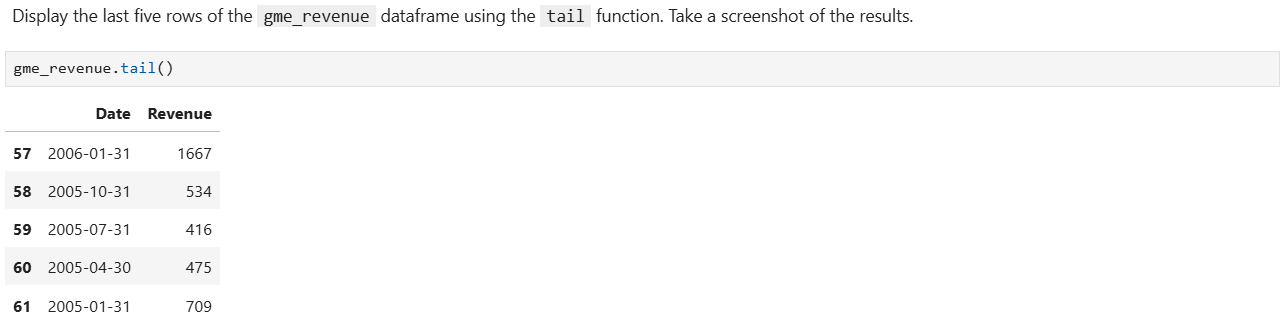 Display the last five rows of the gme_revenue dataframe using the tail function. Take a screenshot of the results.
gme_revenue.tail()
Date Revenue
57 2006-01-31 1667
58 2005-10-31 534
59 2005-07-31 416
60 2005-04-30 475
61 2005-01-31 709